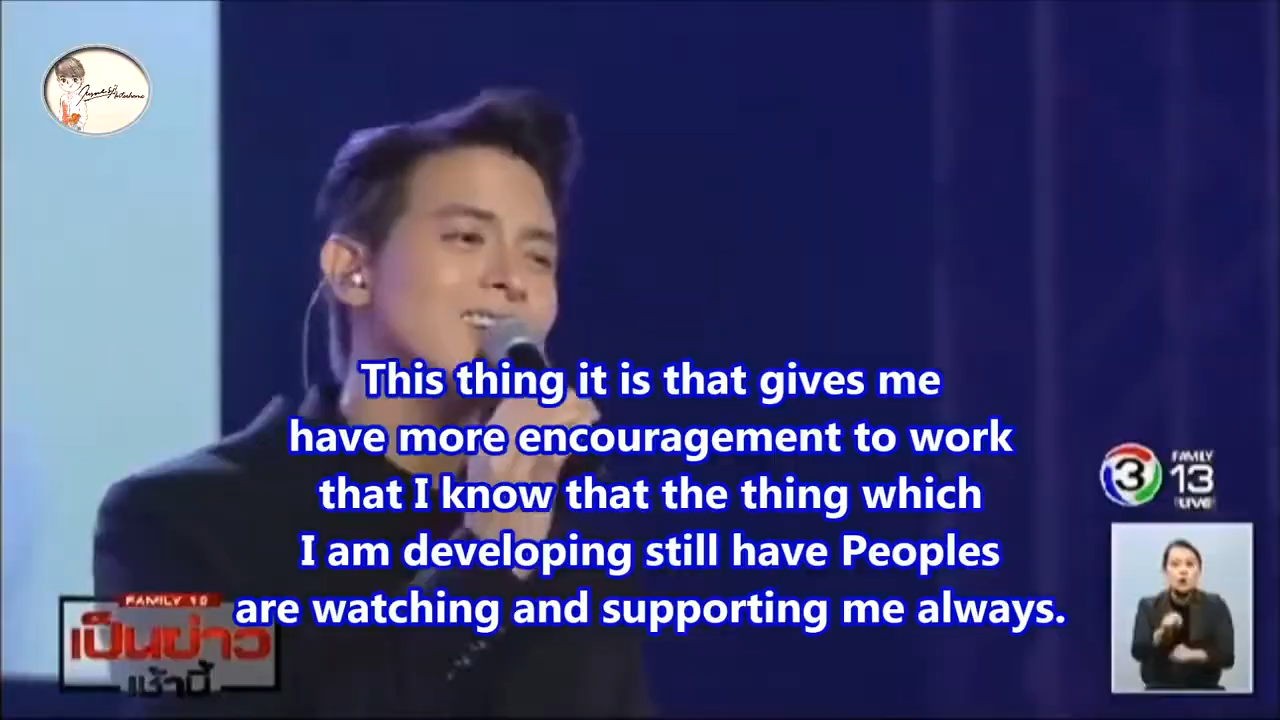 This thing it is that gives me
have more encouragement to work
that I know that the thing which
I am developing still have Peoples
are watching and supporting me always.
3
FAMILY
13
LIVE
FAMILY 13
เป็นข่าว
เช้านี้